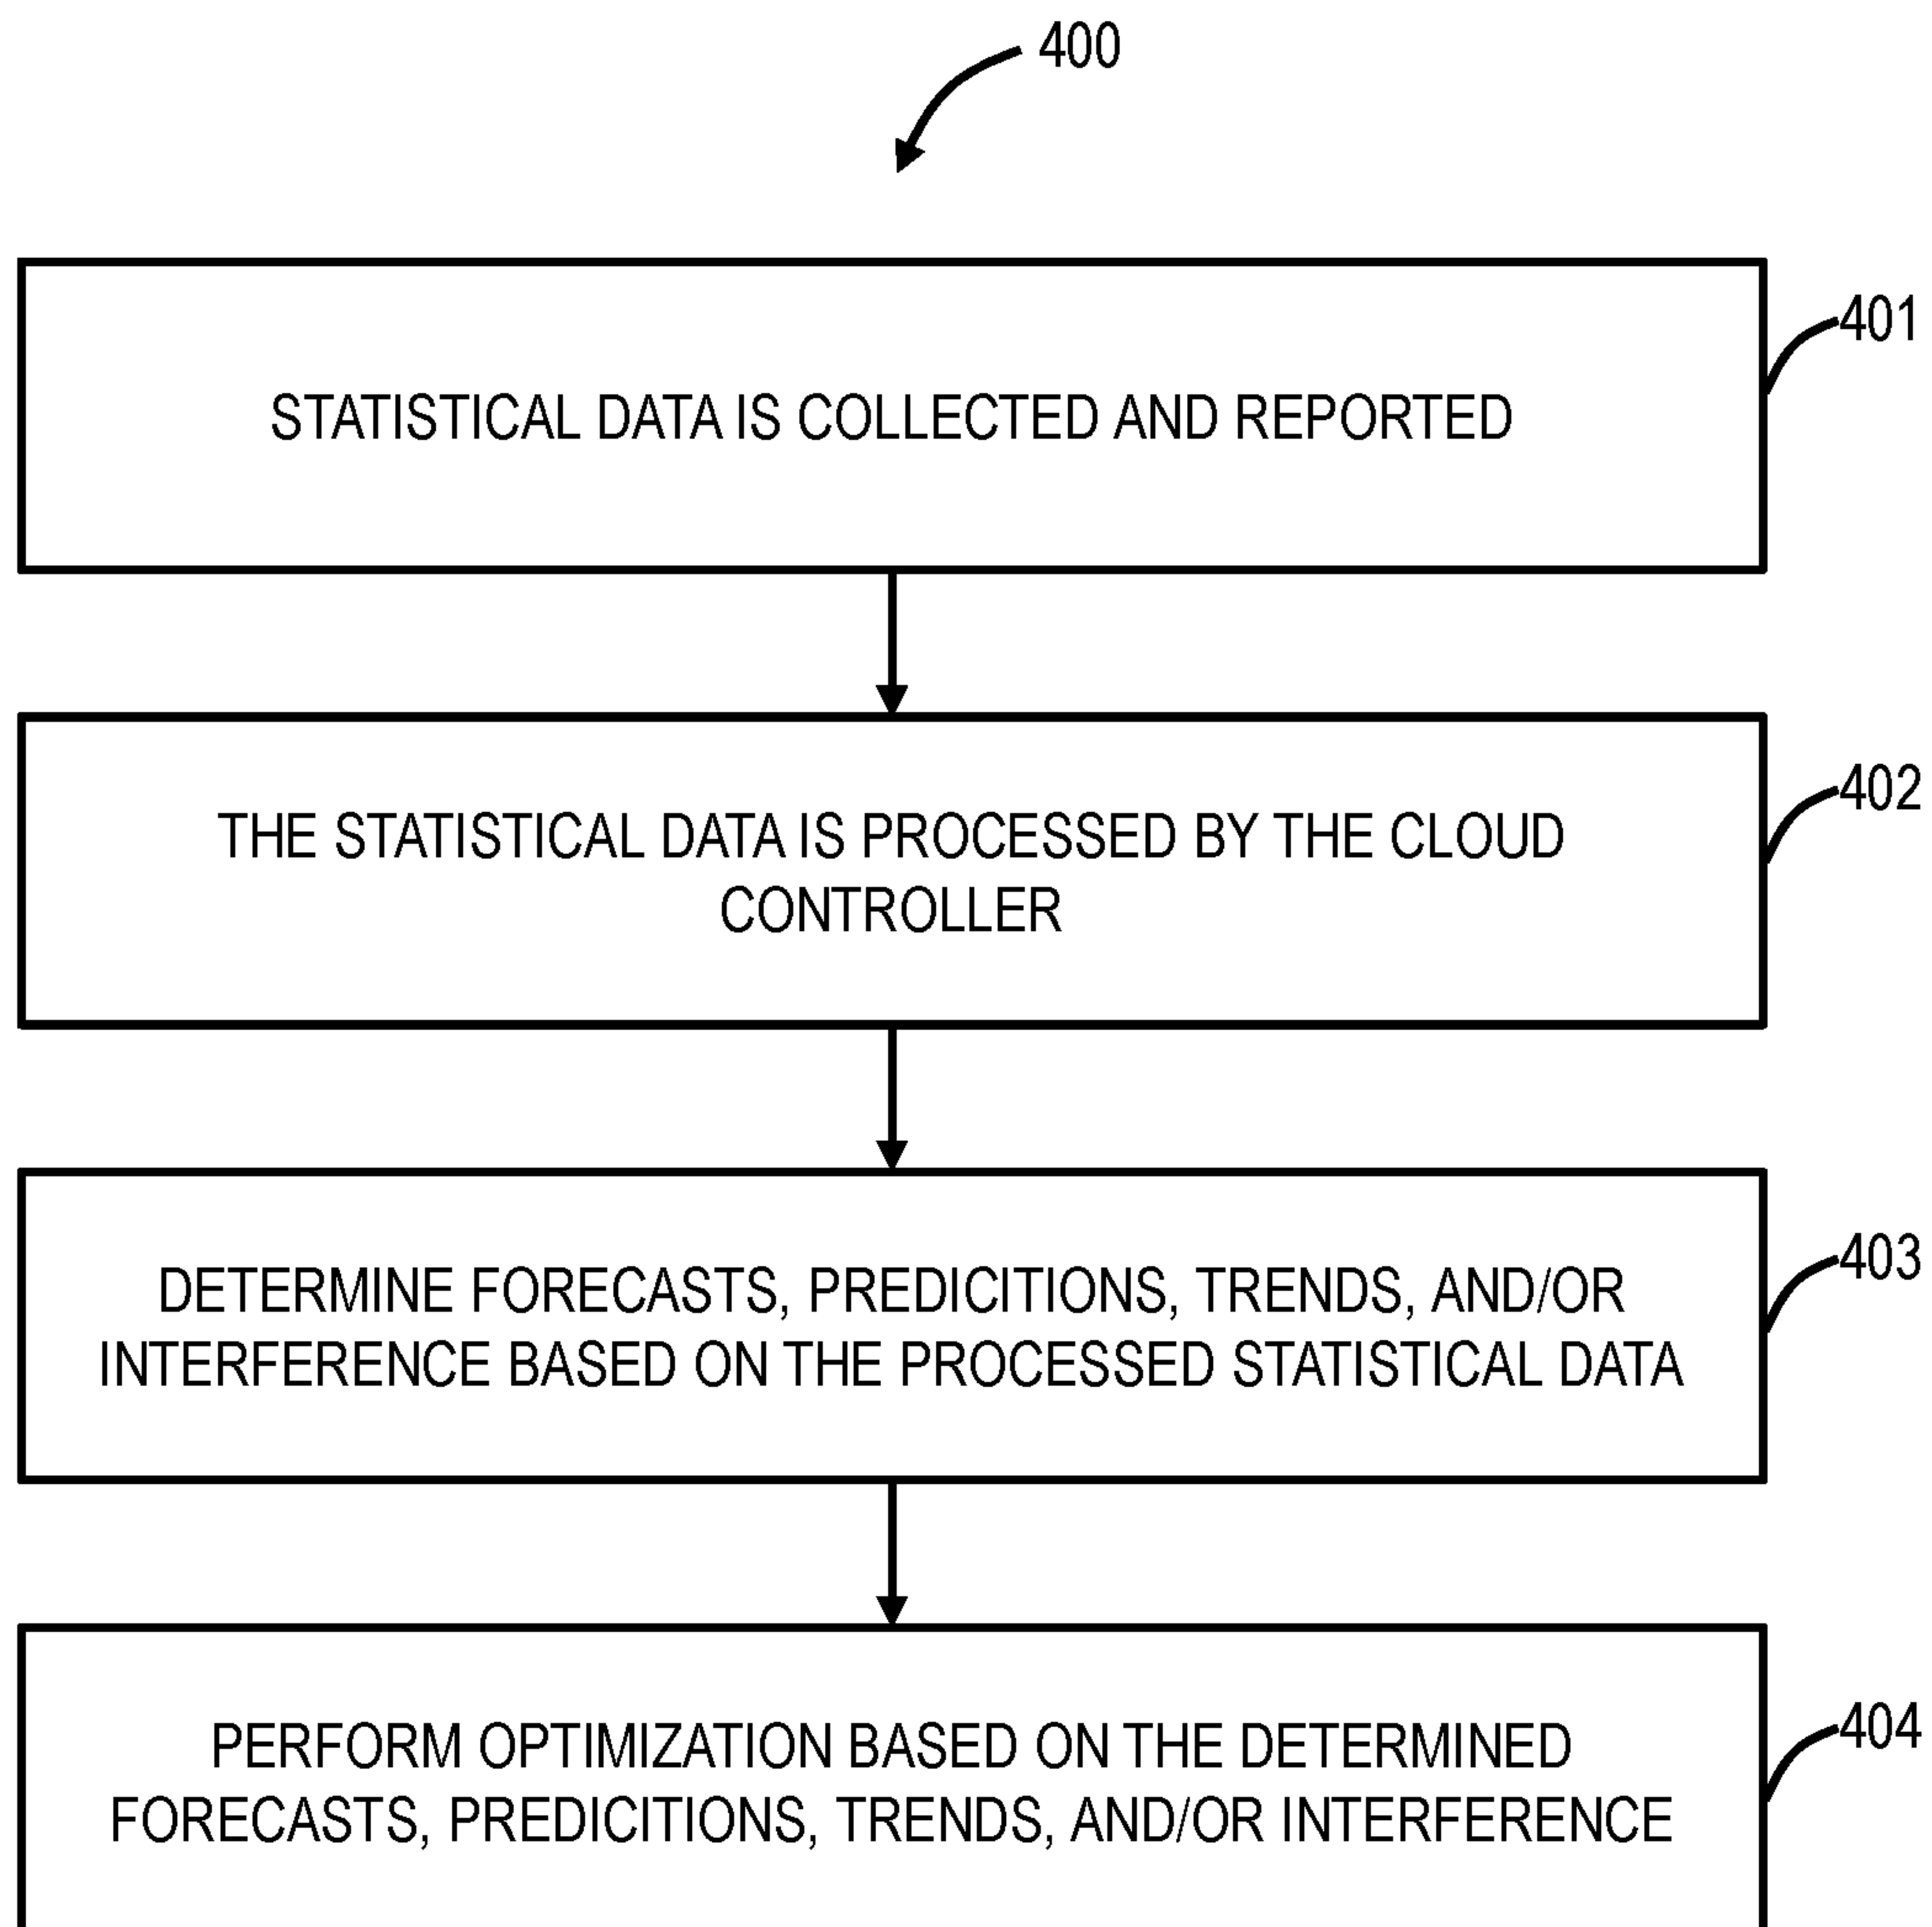 400
STATISTICAL DATA IS COLLECTED AND REPORTED
401
THE STATISTICAL DATA IS PROCESSED BY THE CLOUD
CONTROLLER
402
DETERMINE FORECASTS, PREDICITIONS, TRENDS, AND/OR
INTERFERENCE BASED ON THE PROCESSED STATISTICAL DATA
403
PERFORM OPTIMIZATION BASED ON THE DETERMINED
FORECASTS, PREDICITIONS, TRENDS, AND/OR INTERFERENCE
404